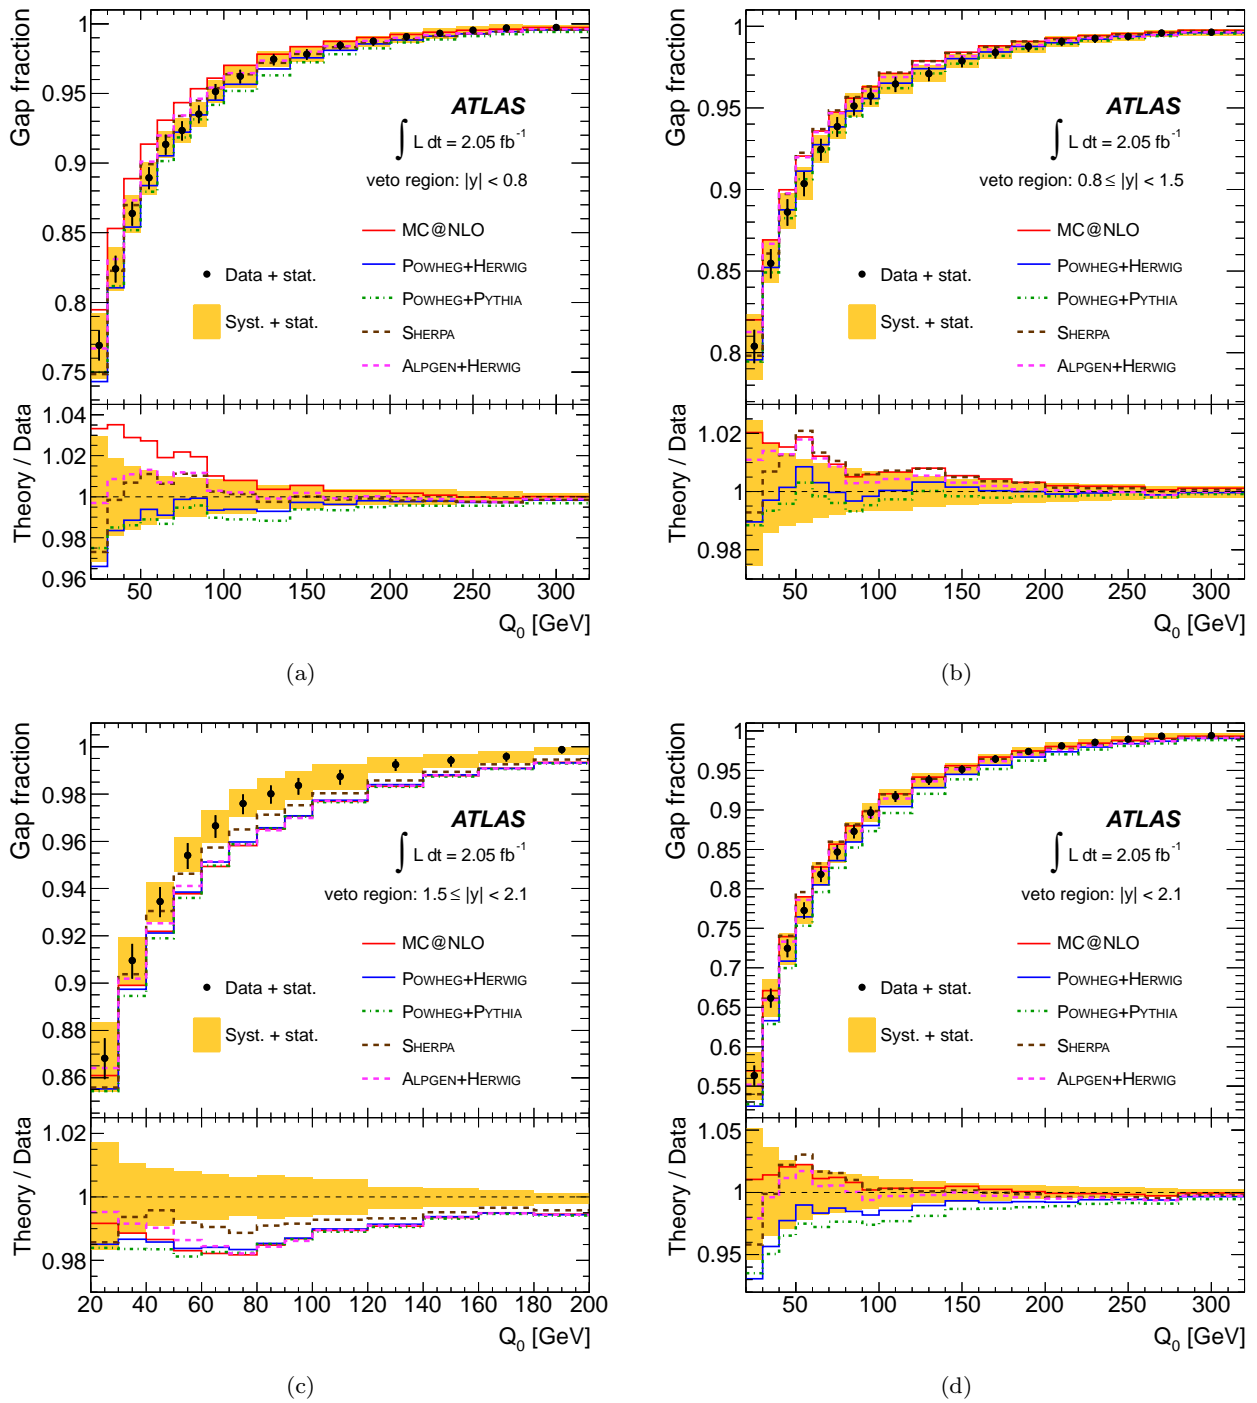 Gap fraction
1
0.95
0.9
0.85
0.8
0.75
ATLAS
∫ L dt = 2.05 fb⁻¹
veto region: |y| < 0.8
MC@NLO
POWHEG+HERWIG
POWHEG+PYTHIA
SHERPA
ALPGEN+HERWIG
Data + stat.
Syst. + stat.
Theory / Data
1.04
1.02
1
0.98
0.96
50 100 150 200 250 300
Q₀ [GeV]
(a)
Gap fraction
1
0.95
0.9
0.85
0.8
ATLAS
∫ L dt = 2.05 fb⁻¹
veto region: 0.8 ≤ |y| < 1.5
MC@NLO
POWHEG+HERWIG
POWHEG+PYTHIA
SHERPA
ALPGEN+HERWIG
Data + stat.
Syst. + stat.
Theory / Data
1.02
1
0.98
50 100 150 200 250 300
Q₀ [GeV]
(b)
Gap fraction
1
0.98
0.96
0.94
0.92
0.9
0.88
0.86
ATLAS
∫ L dt = 2.05 fb⁻¹
veto region: 1.5 ≤ |y| < 2.1
MC@NLO
POWHEG+HERWIG
POWHEG+PYTHIA
SHERPA
ALPGEN+HERWIG
Data + stat.
Syst. + stat.
Theory / Data
1.02
1
0.98
20 40 60 80 100 120 140 160 180 200
Q₀ [GeV]
(c)
Gap fraction
1
0.95
0.9
0.85
0.8
0.75
0.7
0.65
0.6
0.55
ATLAS
∫ L dt = 2.05 fb⁻¹
veto region: |y| < 2.1
MC@NLO
POWHEG+HERWIG
POWHEG+PYTHIA
SHERPA
ALPGEN+HERWIG
Data + stat.
Syst. + stat.
Theory / Data
1.05
1
0.95
50 100 150 200 250 300
Q₀ [GeV]
(d)